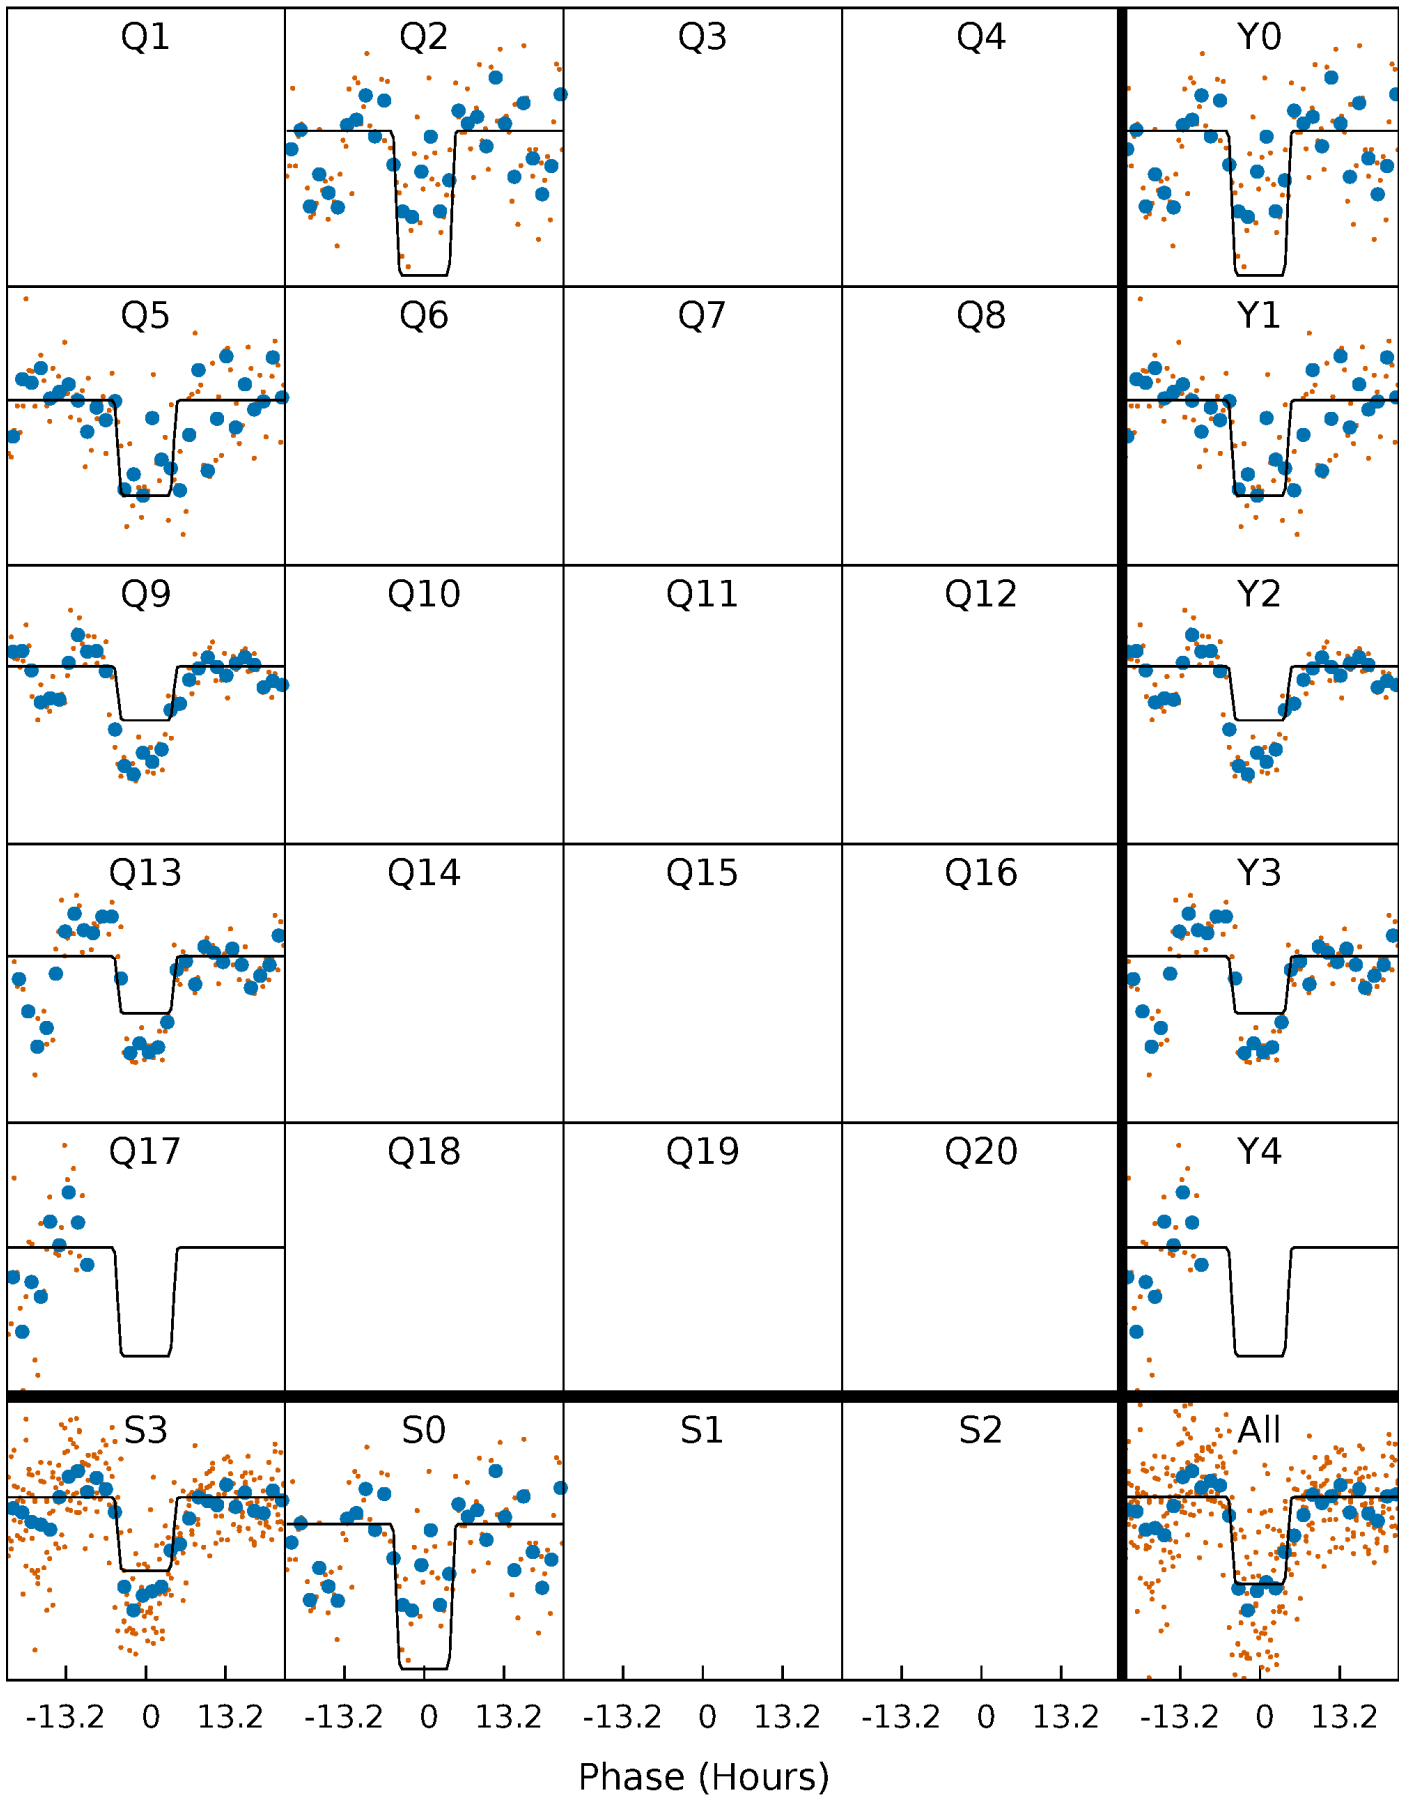 Q1 Q2 Q3 Q4 Y0
Q5 Q6 Q7 Q8 Y1
Q9 Q10 Q11 Q12 Y2
Q13 Q14 Q15 Q16 Y3
Q17 Q18 Q19 Q20 Y4
S3 S0 S1 S2 All
-13.2 0 13.2 -13.2 0 13.2 -13.2 0 13.2 -13.2 0 13.2 -13.2 0 13.2
Phase (Hours)